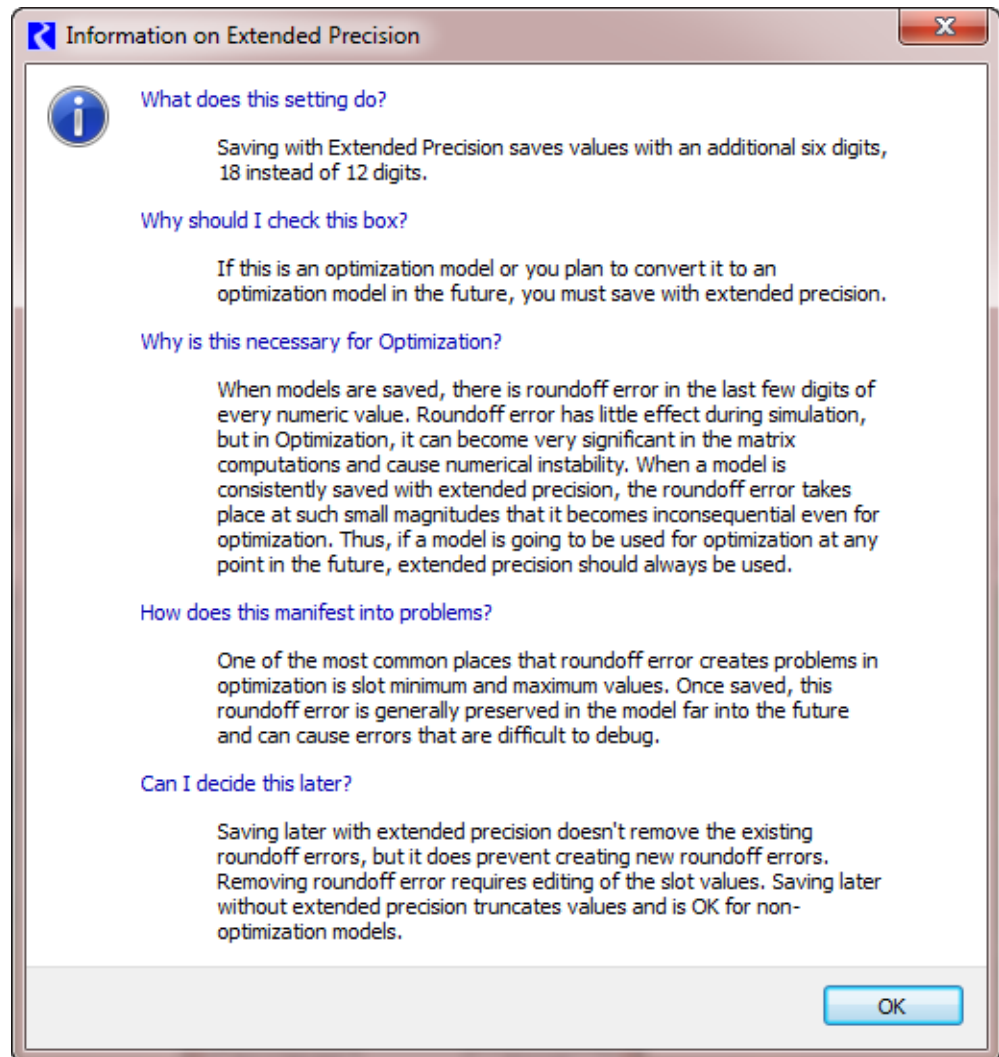 Information on Extended Precision
What does this setting do?
Saving with Extended Precision saves values with an additional six digits,
18 instead of 12 digits.
Why should I check this box?
If this is an optimization model or you plan to convert it to an
optimization model in the future, you must save with extended precision.
Why is this necessary for Optimization?
When models are saved, there is roundoff error in the last few digits of
every numeric value. Roundoff error has little effect during simulation,
but in Optimization, it can become very significant in the matrix
computations and cause numerical instability. When a model is
consistently saved with extended precision, the roundoff error takes
place at such small magnitudes that it becomes inconsequential even for
optimization. Thus, if a model is going to be used for optimization at any
point in the future, extended precision should always be used.
How does this manifest into problems?
One of the most common places that roundoff error creates problems in
optimization is slot minimum and maximum values. Once saved, this
roundoff error is generally preserved in the model far into the future
and can cause errors that are difficult to debug.
Can I decide this later?
Saving later with extended precision doesn't remove the existing
roundoff errors, but it does prevent creating new roundoff errors.
Removing roundoff error requires editing of the slot values. Saving later
without extended precision truncates values and is OK for non-
optimization models.
OK